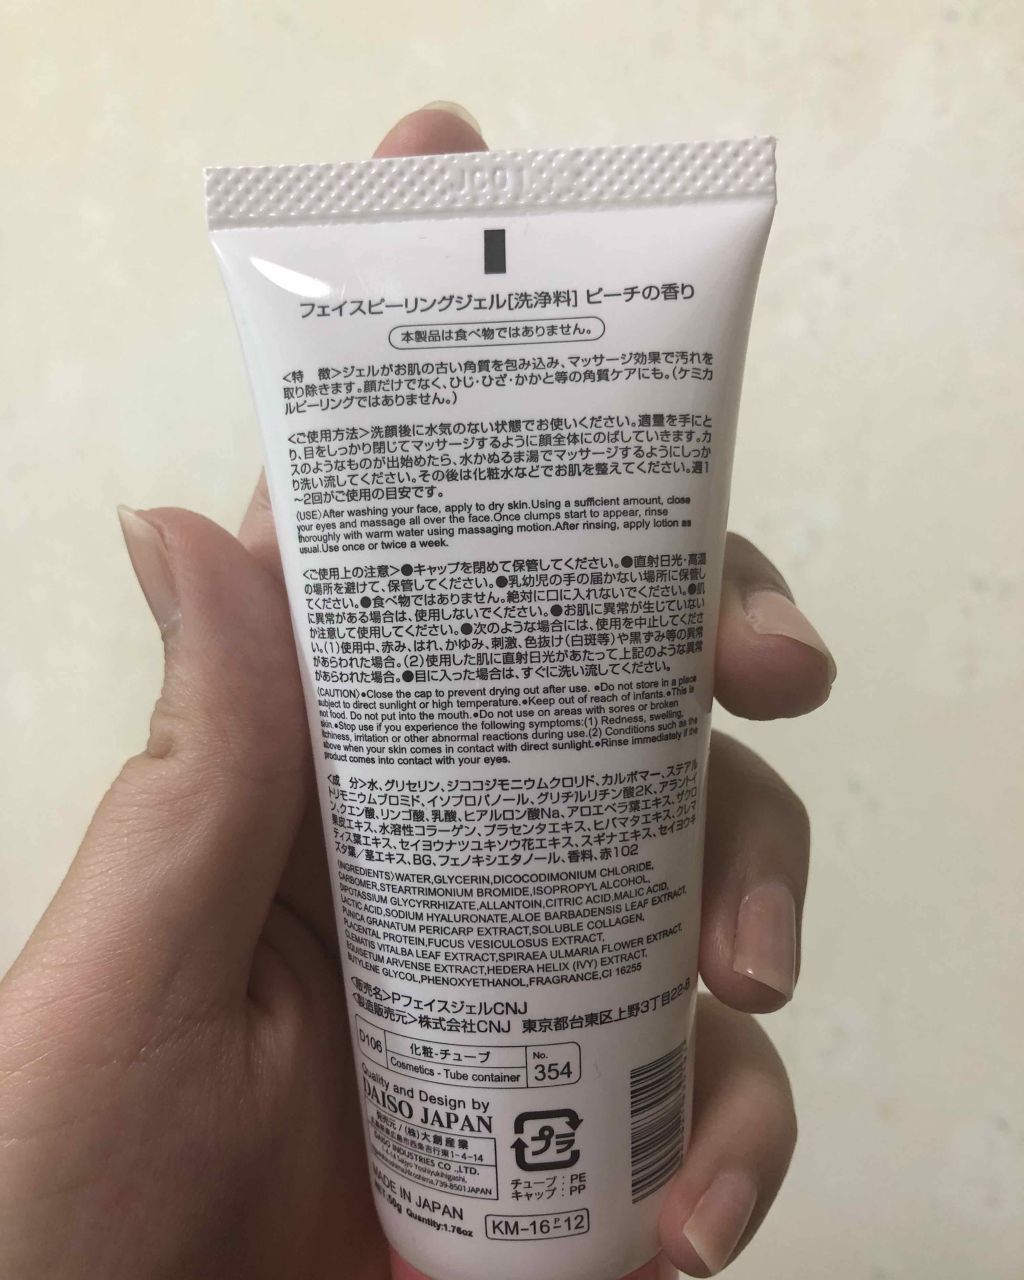 JC01
フェイスピーリングジェル[洗浄料] ピーチの香り
本製品は食べ物ではありません。
<特　徴>ジェルがお肌の古い角質を包み込み、マッサージ効果で汚れを
取り除きます。顔だけでなく、ひじ・ひざ・かかと等の角質ケアにも。(ケミカ
ルピーリングではありません。)
<ご使用方法>洗顔後に水気のない状態でお使いください。適量を手にと
り、目をしっかり閉じてマッサージするように顔全体にのばしていきます。カ
スのようなものが出始めたら、水かぬるま湯でマッサージするようにしっか
り洗い流してください。その後は化粧水などでお肌を整えてください。週1
～2回がご使用の目安です。
(USE)After washing your face, apply to dry skin.Using a sufficient amount, close
your eyes and massage all over the face.Once clumps start to appear, rinse
thoroughly with warm water using massaging motion.After rinsing, apply lotion as
usual.Use once or twice a week.
<ご使用上の注意>●キャップを閉めて保管してください。●直射日光・高温
の場所を避けて、保管してください。●乳幼児の手の届かない場所に保管し
てください。●食べ物ではありません。絶対に口に入れないでください。●肌
に異常がある場合は、使用しないでください。●お肌に異常が生じていない
か注意して使用してください。●次のような場合には、使用を中止してくださ
い。(1)使用中、赤み、はれ、かゆみ、刺激、色抜け(白斑等)や黒ずみ等の異常
があらわれた場合。(2)使用した肌に直射日光があたって上記のような異常
があらわれた場合。●目に入った場合は、すぐに洗い流してください。
(CAUTION)●Close the cap to prevent drying out after use. ●Do not store in a place
subject to direct sunlight or high temperature.●Keep out of reach of infants.●This is
not food. Do not put into the mouth.●Do not use on areas with sores or broken
skin.●Stop use if you experience the following symptoms:(1) Redness, swelling,
itchiness, irritation or other abnormal reactions during use.(2) Conditions such as the
above when your skin comes in contact with direct sunlight.●Rinse immediately if the
product comes into contact with your eyes.
<成　分>水、グリセリン、ジココジモニウムクロリド、カルボマー、ステアル
トリモニウムブロミド、イソプロパノール、グリチルリチン酸2K、アラントイ
ン、クエン酸、リンゴ酸、乳酸、ヒアルロン酸Na、アロエベラ葉エキス、ザクロ
果皮エキス、水溶性コラーゲン、プラセンタエキス、ヒバマタエキス、クレマ
ティス葉エキス、セイヨウナツユキソウ花エキス、スギナエキス、セイヨウキ
ズタ葉/茎エキス、BG、フェノキシエタノール、香料、赤102
(INGREDIENTS)WATER,GLYCERIN,DICOCODIMONIUM CHLORIDE,
CARBOMER,STEARTRIMONIUM BROMIDE,ISOPROPYL ALCOHOL,
DIPOTASSIUM GLYCYRRHIZATE,ALLANTOIN,CITRIC ACID,MALIC ACID,
LACTIC ACID,SODIUM HYALURONATE,ALOE BARBADENSIS LEAF EXTRACT,
PUNICA GRANATUM PERICARP EXTRACT,SOLUBLE COLLAGEN,
PLACENTAL PROTEIN,FUCUS VESICULOSUS EXTRACT,
CLEMATIS VITALBA LEAF EXTRACT,SPIRAEA ULMARIA FLOWER EXTRACT,
EQUISETUM ARVENSE EXTRACT,HEDERA HELIX (IVY) EXTRACT,
BUTYLENE GLYCOL,PHENOXYETHANOL,FRAGRANCE,CI 16255
<販売名>PフェイスジェルCNJ
<製造販売元>株式会社CNJ 東京都台東区上野3丁目22-8
D106 化粧-チューブ
Cosmetics - Tube container
No.
354
Quality and Design by
DAISO JAPAN
発売元/(株)大創産業
広島県東広島市西条吉行東1-4-14
DAISO INDUSTRIES CO.,LTD.
1-4-14 Saijo Yoshiyukihigashi,
Hiroshima,739-8501JAPAN
MADE IN JAPAN
NET.50g Quantity:1.76oz
プラ
チューブ:PE
キャップ:PP
KM-16-P-12